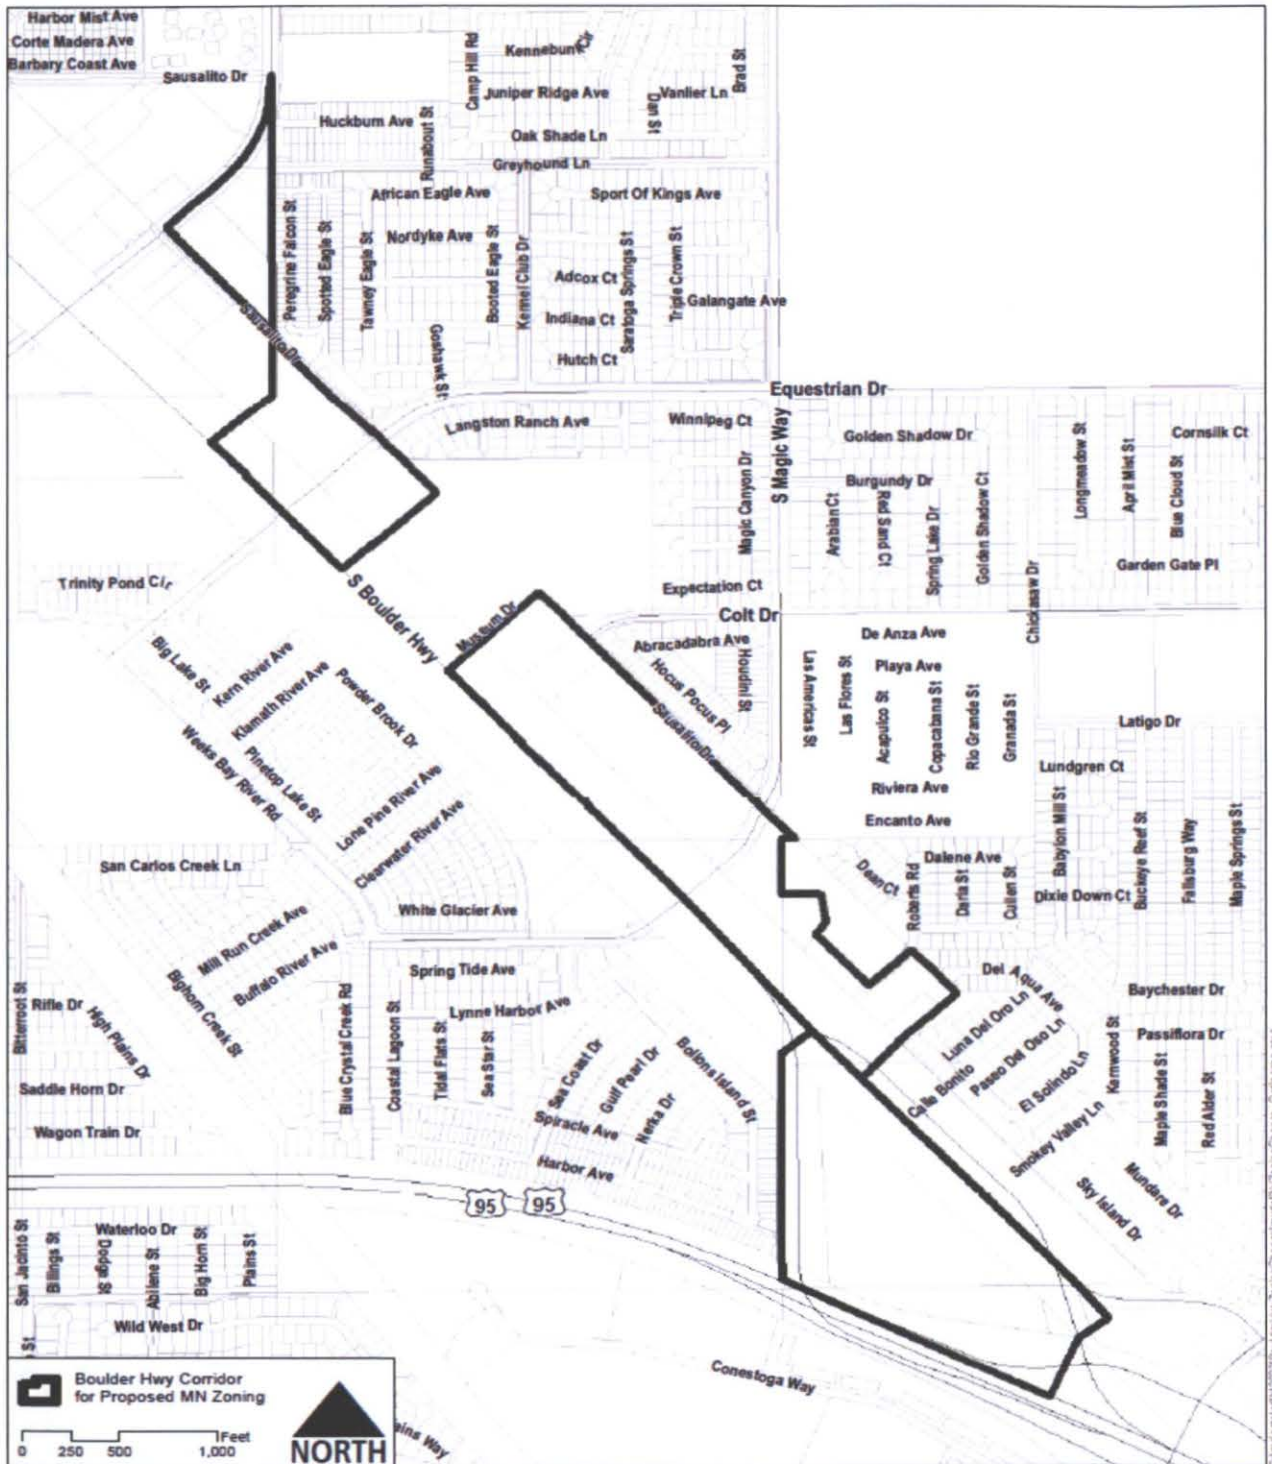 Harbor Mist Ave
Corte Madera Ave
Barbary Coast Ave
Sausalito Dr
Camp Hill Rd
Kennebunk Cir
Juniper Ridge Ave
Dan St
Vanlier Ln
Brad St
Huckburn Ave
Runabout St
Oak Shade Ln
Greyhound Ln
African Eagle Ave
Sport Of Kings Ave
Peregrine Falcon St
Spotted Eagle St
Tawney Eagle St
Nordyke Ave
Booted Eagle St
Kennel Club Dr
Adcox Ct
Saratoga Springs St
Triple Crown St
Galangate Ave
Indiana Ct
Hutch Ct
Sausalito Dr
Goshawk St
Equestrian Dr
Langston Ranch Ave
Winnipeg Ct
S Magic Way
Golden Shadow Dr
Longmeadow St
April Mist St
Blue Cloud St
Cornsilk Ct
Magic Canyon Dr
Burgundy Dr
Arabian Ct
Red Sand Ct
Spring Lake Dr
Golden Shadow Ct
Garden Gate Pl
Trinity Pond Cir
S Boulder Hwy
Expectation Ct
Chickasaw Dr
Museum Dr
Colt Dr
De Anza Ave
Abracadabra Ave
Big Lake St
Kern River Ave
Klamath River Ave
Powder Brook Dr
Hocus Pocus Pl
Houdini St
Las Americas St
Las Flores St
Playa Ave
Acapulco St
Copacabana St
Rio Grande St
Granada St
Sausalito Dr
Latigo Dr
Weeks Bay River Rd
Pinetop Lake St
Lundgren Ct
Riviera Ave
Lone Pine River Ave
Encanto Ave
Babylon Mill St
Buckeye Reef St
Fallsburg Way
Maple Springs St
San Carlos Creek Ln
Clearwater River Ave
Dean Ct
Roberts Rd
Dalene Ave
Darla St
Cullen St
Dixie Down Ct
White Glacier Ave
Mill Run Creek Ave
Buffalo River Ave
Bighorn Creek St
Spring Tide Ave
Del Aqua Ave
Baychester Dr
Bitterroot St
Rifle Dr
High Plains Dr
Blue Crystal Creek Rd
Coastal Lagoon St
Tidal Flats St
Lynne Harbor Ave
Sea Star St
Sea Coast Dr
Gulf Pearl Dr
Bollons Island St
Luna Del Oro Ln
Paseo Del Oso Ln
Kernwood St
Passiflora Dr
Saddle Horn Dr
Calle Bonito
El Solindo Ln
Maple Shade St
Red Alder St
Wagon Train Dr
Spiracle Ave
Nerka Dr
Smokey Valley Ln
Harbor Ave
Mundare Dr
Sky Island Dr
95
95
San Jacinto St
Billings St
Waterloo Dr
Dodge St
Abilene St
Big Horn St
Plains St
Wild West Dr
St
Conestoga Way
Boulder Hwy Corridor
for Proposed MN Zoning
Feet
0 250 500 1,000
NORTH
ains Way